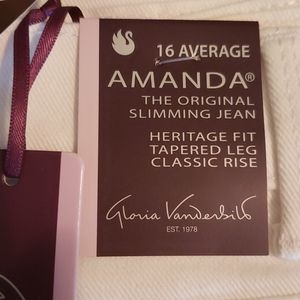 16 AVERAGE
AMANDA®
THE ORIGINAL
SLIMMING JEAN
HERITAGE FIT
TAPERED LEG
CLASSIC RISE
Gloria Vanderbilt
EST. 1978